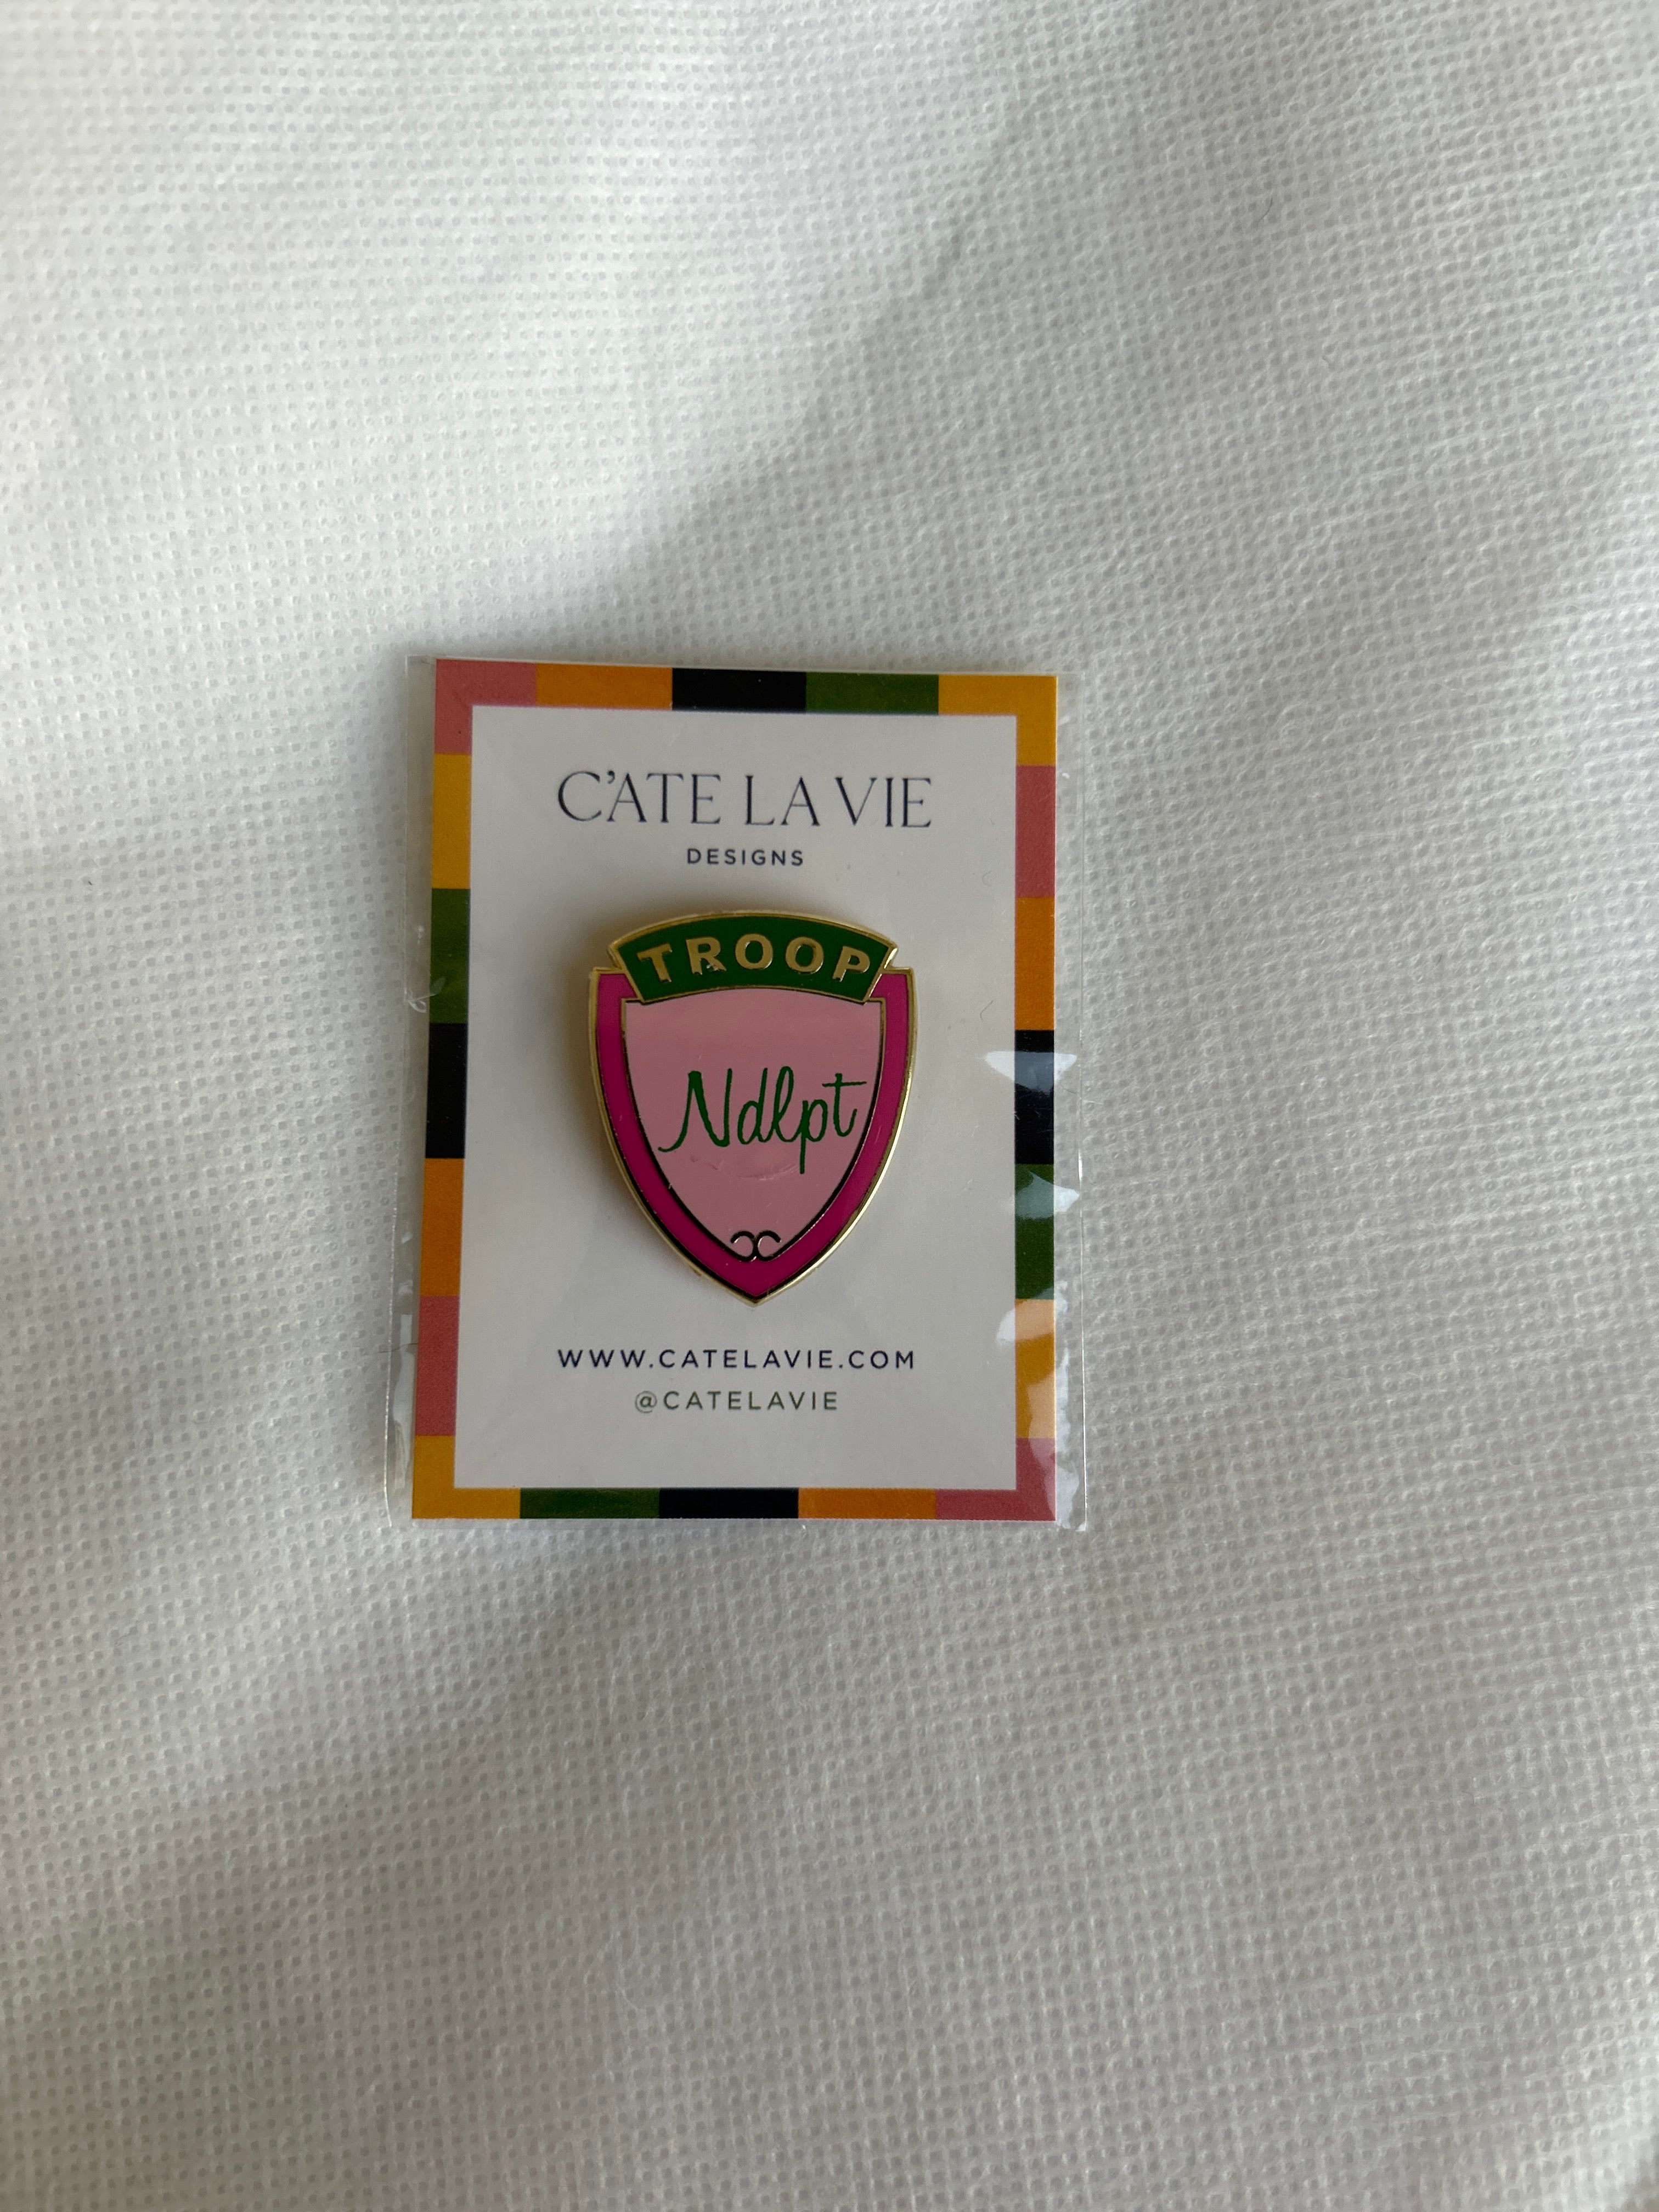 C'ATE LA VIE
DESIGNS
TROOP
Ndlpt
WWW.CATELAVIE.COM
@CATELAVIE